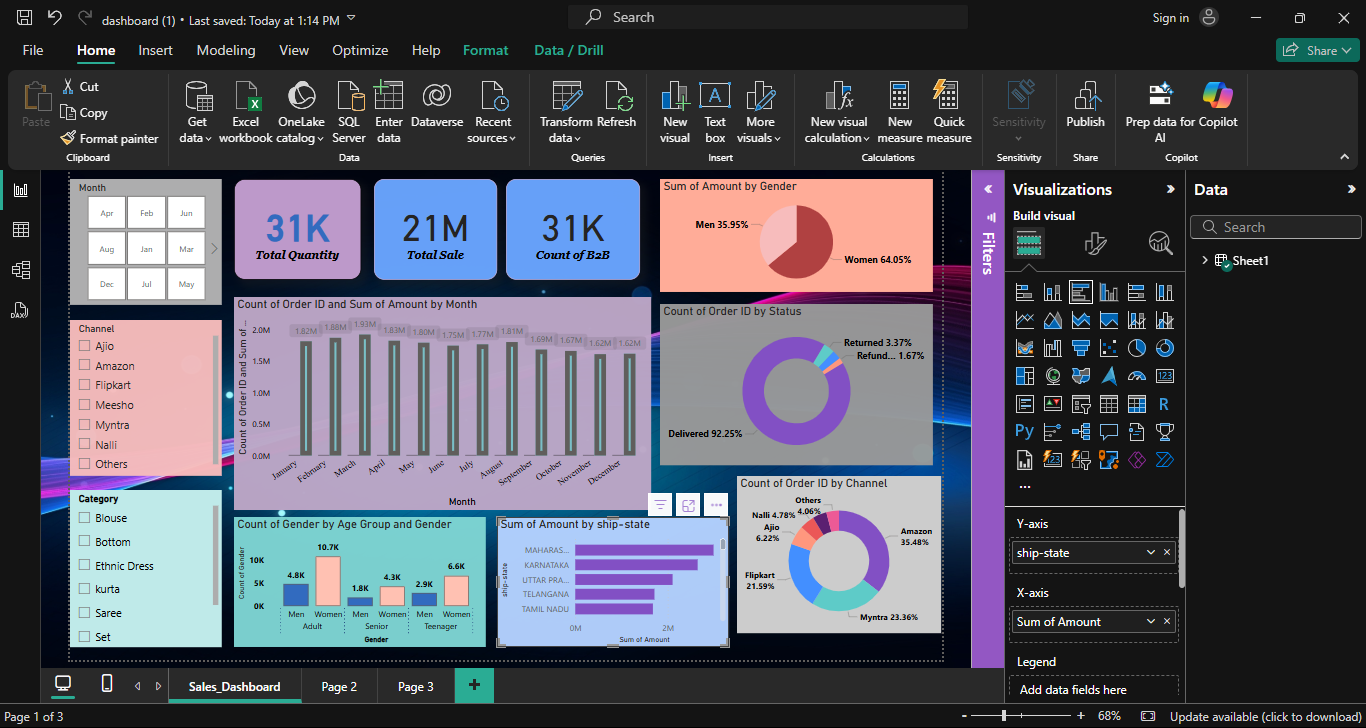 dashboard (1) • Last saved: Today at 1:14 PM
Search
Sign in
File Home Insert Modeling View Optimize Help Format Data / Drill
Share
Paste
Cut
Copy
Format painter
Clipboard
Get data
Excel workbook
OneLake catalog
SQL Server
Enter data
Dataverse
Recent sources
Data
Transform data
Refresh
Queries
New visual
Text box
More visuals
Insert
New visual calculation
New measure
Quick measure
Calculations
Sensitivity
Sensitivity
Publish
Share
Prep data for AI
Copilot
Copilot
Month
Apr Feb Jun
Aug Jan Mar
Dec Jul May
31K
Total Quantity
21M
Total Sale
31K
Count of B2B
Sum of Amount by Gender
Men 35.95%
Women 64.05%
Channel
Ajio
Amazon
Flipkart
Meesho
Myntra
Nalli
Others
Count of Order ID and Sum of Amount by Month
Count of Order ID and Sum of ...
2.0M
1.5M
1.0M
0.5M
0.0M
1.82M 1.88M 1.93M 1.83M 1.80M 1.75M 1.77M 1.81M 1.69M 1.67M 1.62M 1.62M
January February March April May June July August September October November December
Month
Count of Order ID by Status
Returned 3.37%
Refund... 1.67%
Delivered 92.25%
Category
Blouse
Bottom
Ethnic Dress
kurta
Saree
Set
Count of Gender by Age Group and Gender
Count of Gender
10K
5K
0K
4.8K 10.7K 1.8K 4.3K 2.9K 6.6K
Men Women Men Women Men Women
Adult Senior Teenager
Gender
Sum of Amount by ship-state
ship-state
MAHARAS...
KARNATAKA
UTTAR PRA...
TELANGANA
TAMIL NADU
0M 2M
Sum of Amount
Count of Order ID by Channel
Others
4.06%
Nalli 4.78%
Ajio
6.22%
Flipkart
21.59%
Amazon
35.48%
Myntra 23.36%
Filters
Visualizations
Build visual
123
R
Py
123
...
Y-axis
ship-state
X-axis
Sum of Amount
Legend
Add data fields here
Data
Search
Sheet1
DAX
Sales_Dashboard Page 2 Page 3 +
Page 1 of 3
- + 68%
Update available (click to download)